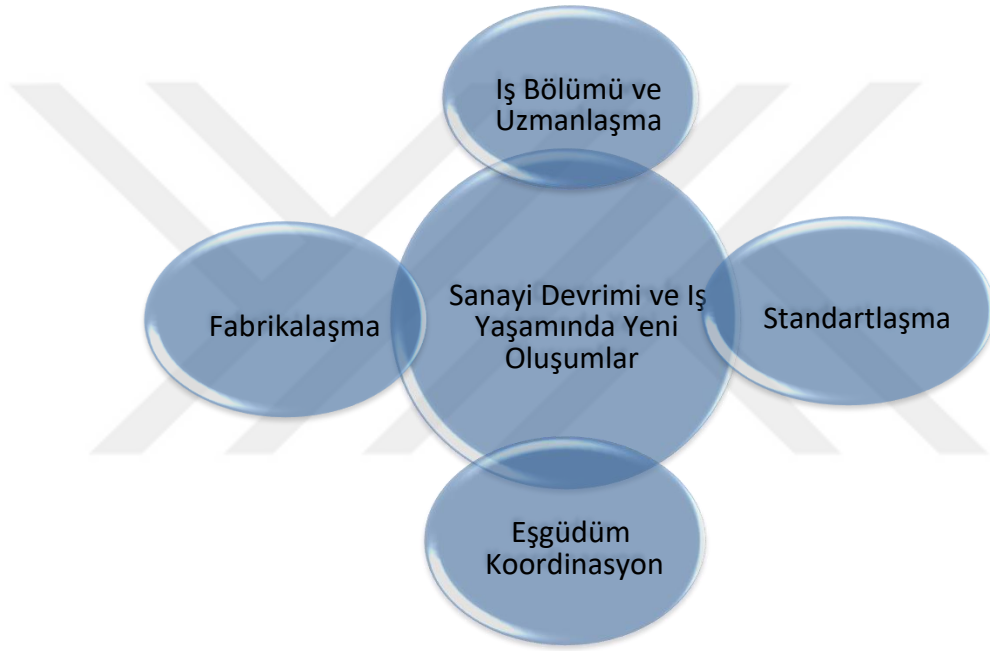 Iş Bölümü ve
Uzmanlaşma
Fabrikalaşma
Sanayi Devrimi ve Iş
Yaşamında Yeni
Oluşumlar
Standartlaşma
Eşgüdüm
Koordinasyon